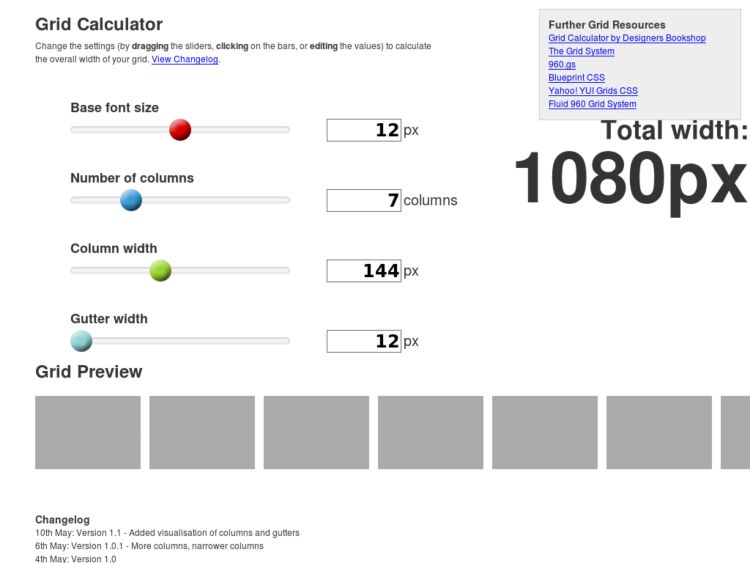 Grid Calculator
Change the settings (by dragging the sliders, clicking on the bars, or editing the values) to calculate
the overall width of your grid. View Changelog.
Further Grid Resources
Grid Calculator by Designers Bookshop
The Grid System
960.gs
Blueprint CSS
Yahoo! YUI Grids CSS
Fluid 960 Grid System
Base font size
12 px
Total width:
1080px
Number of columns
7 columns
Column width
144 px
Gutter width
12 px
Grid Preview
Changelog
10th May: Version 1.1 - Added visualisation of columns and gutters
6th May: Version 1.0.1 - More columns, narrower columns
4th May: Version 1.0